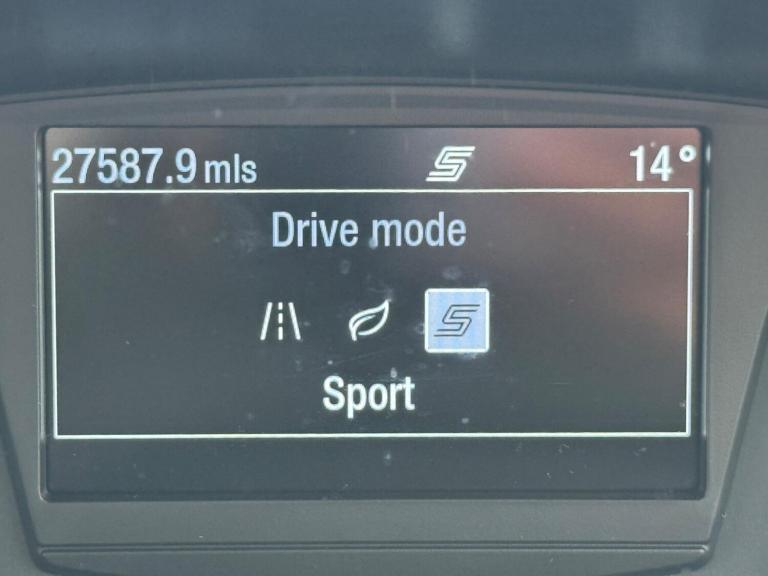 27587.9 mls 14°
Drive mode
Sport